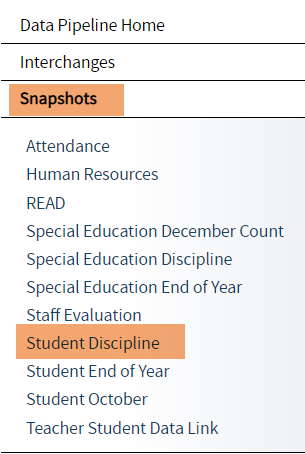 Data Pipeline Home
Interchanges
Snapshots
Attendance
Human Resources
READ
Special Education December Count
Special Education Discipline
Special Education End of Year
Staff Evaluation
Student Discipline
Student End of Year
Student October
Teacher Student Data Link